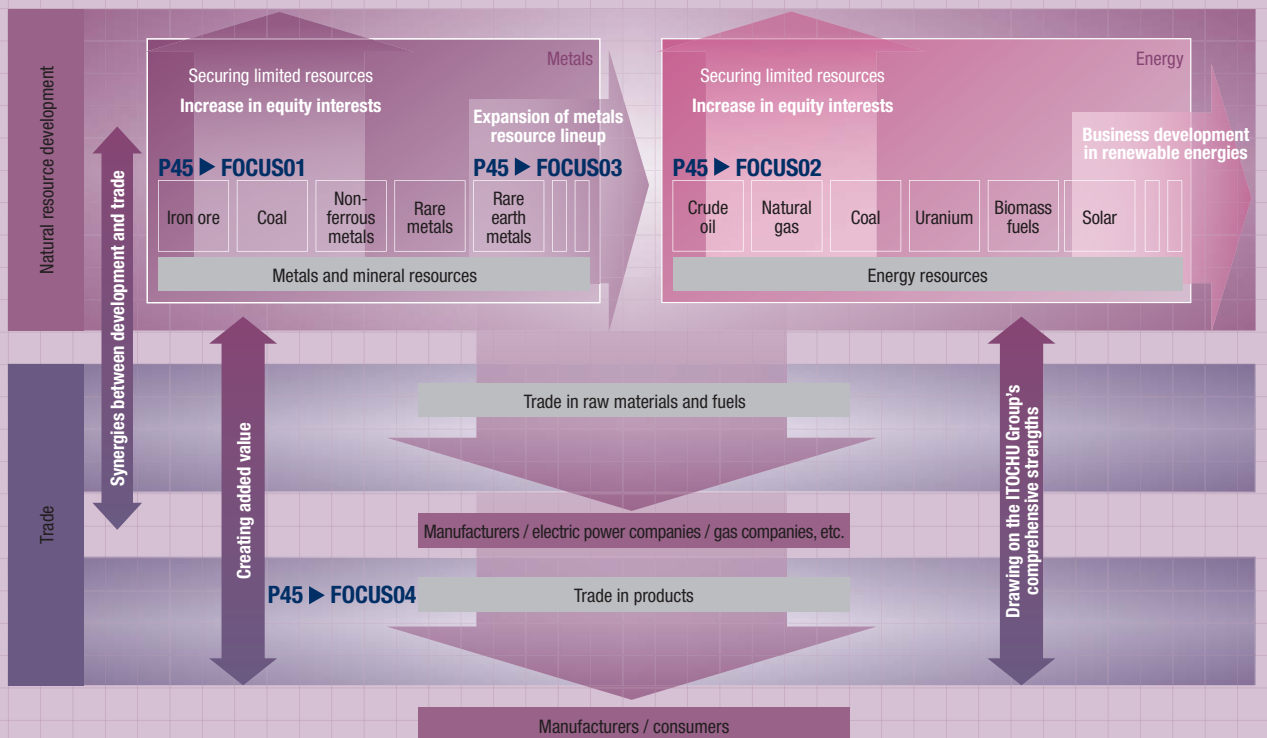 Natural resource development
Metals
Securing limited resources
Increase in equity interests
Expansion of metals
resource lineup
P45 ▶ FOCUS01
P45 ▶ FOCUS03
Iron ore
Coal
Non-
ferrous
metals
Rare
metals
Rare
earth
metals
Metals and mineral resources
Energy
Securing limited resources
Increase in equity interests
Business development
in renewable energies
P45 ▶ FOCUS02
Crude
oil
Natural
gas
Coal
Uranium
Biomass
fuels
Solar
Energy resources
Synergies between development and trade
Trade
Creating added value
Trade in raw materials and fuels
Manufacturers / electric power companies / gas companies, etc.
P45 ▶ FOCUS04
Trade in products
Manufacturers / consumers
Drawing on the ITOCHU Group's
comprehensive strengths